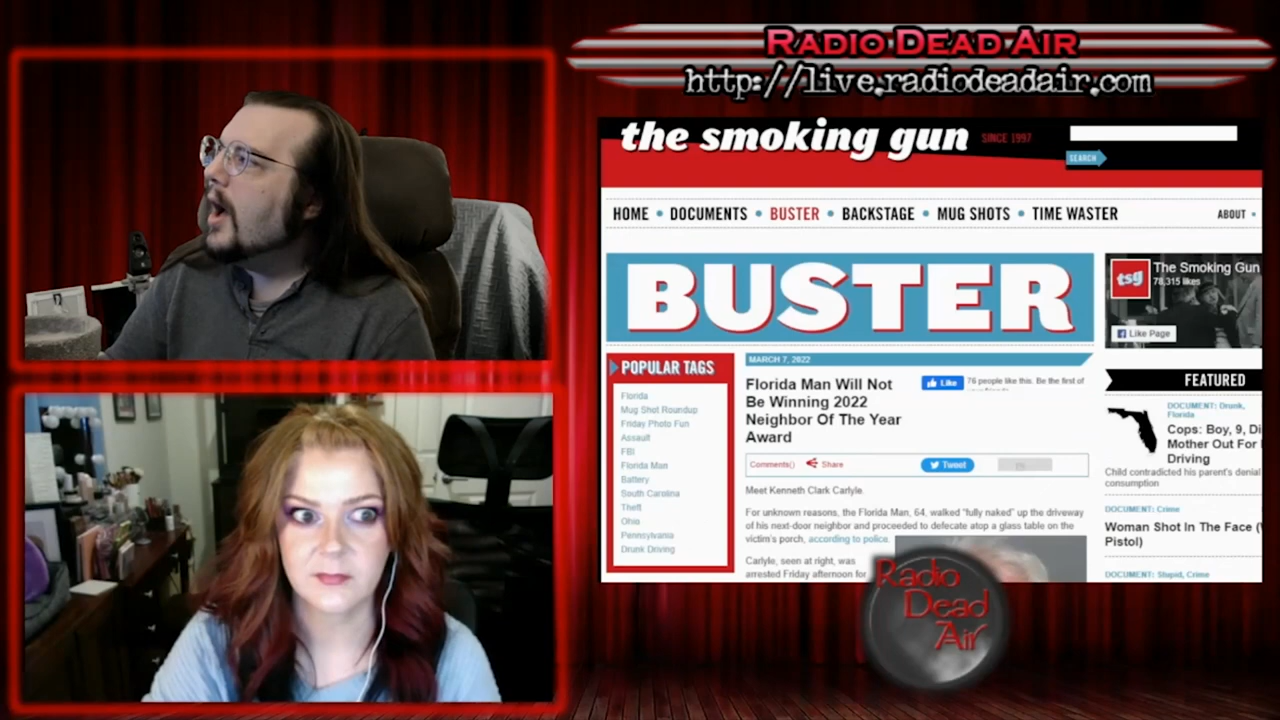 RADIO DEAD AIR
http://live.radiodeadair.com
the smoking gun SINCE 1997
SEARCH
HOME • DOCUMENTS • BUSTER • BACKSTAGE • MUG SHOTS • TIME WASTER ABOUT •
BUSTER
tsg
The Smoking Gun
78,315 likes
Like Page
POPULAR TAGS
Florida
Mug Shot Roundup
Friday Photo Fun
Assault
FBI
Florida Man
Battery
South Carolina
Theft
Ohio
Pennsylvania
Drunk Driving
MARCH 7, 2022
Florida Man Will Not
Be Winning 2022
Neighbor Of The Year
Award
Like
76 people like this. Be the first of
Comments() Share Tweet
Meet Kenneth Clark Carlyle.
For unknown reasons, the Florida Man, 64, walked "fully naked" up the driveway
of his next-door neighbor and proceeded to defecate atop a glass table on the
victim's porch, according to police.
Carlyle, seen at right, was
arrested Friday afternoon for
FEATURED
DOCUMENT: Drunk,
Florida
Cops: Boy, 9, Di
Mother Out For
Driving
Child contradicted his parent's denial
consumption
DOCUMENT: Crime
Woman Shot In The Face (
Pistol)
DOCUMENT: Stupid, Crime
Radio
Dead
Air